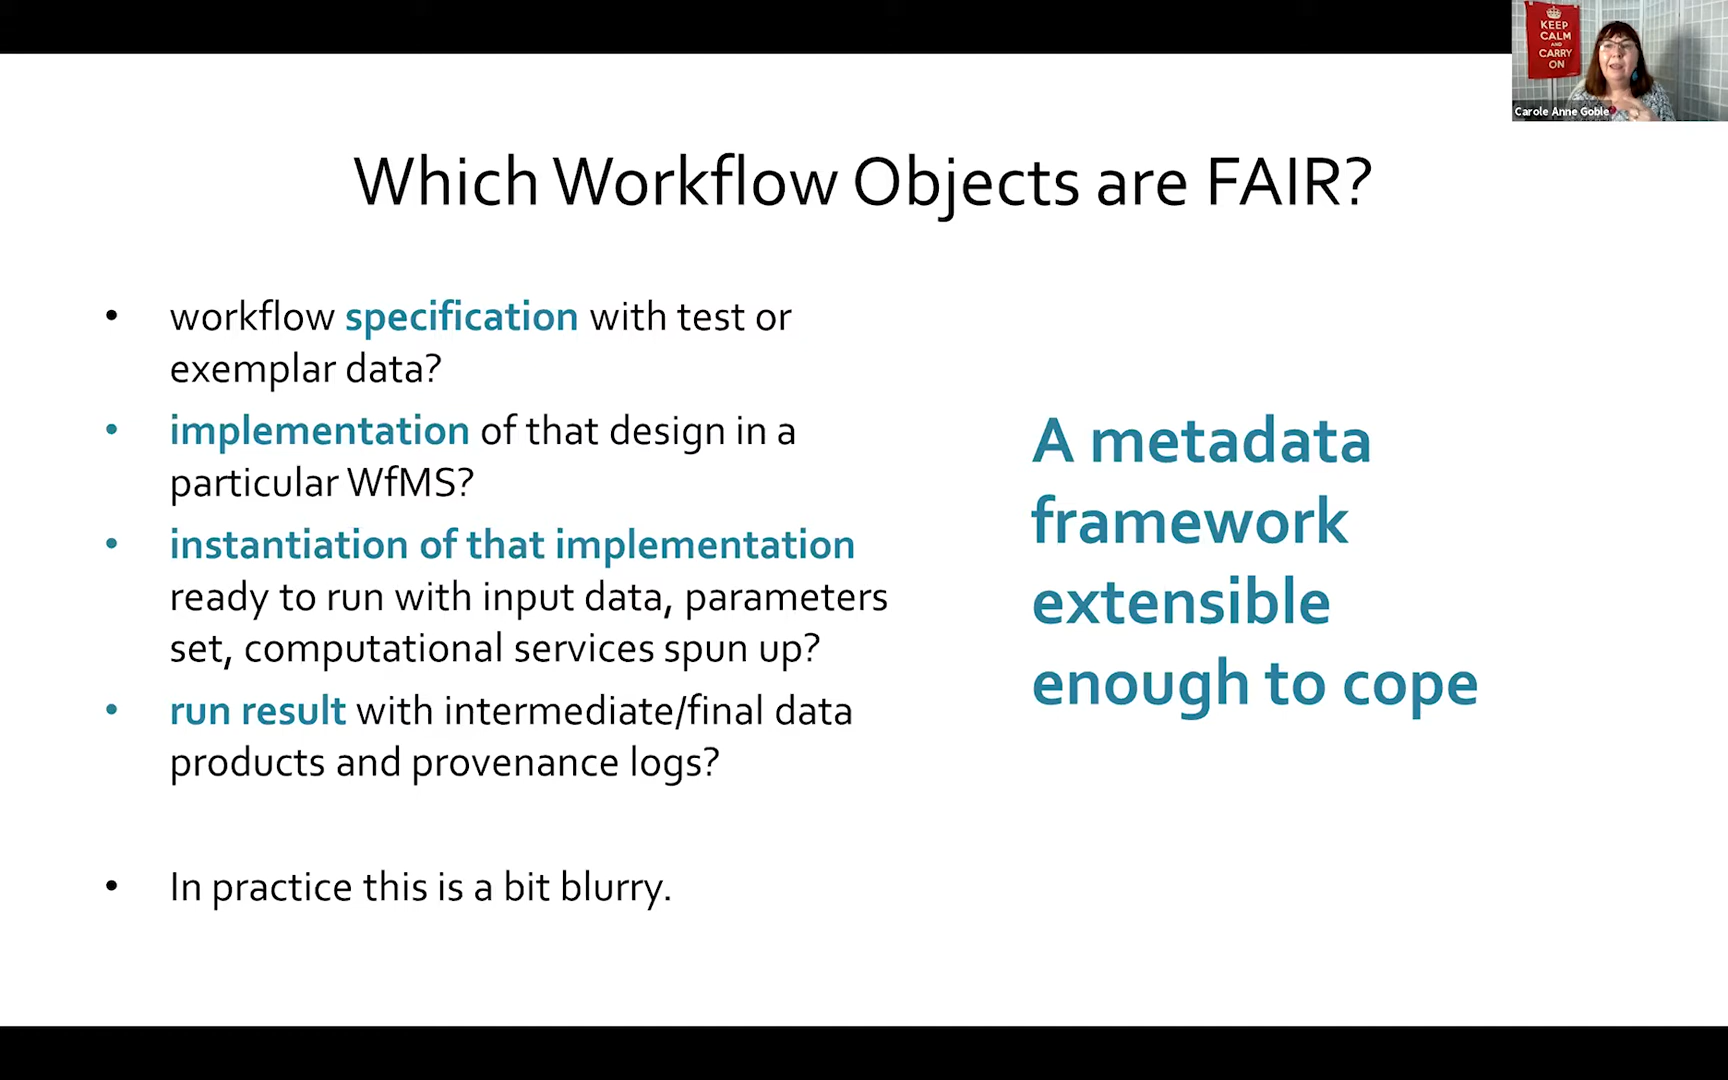 KEEP
CALM
AND
CARRY
ON
Carole Anne Goble
Which Workflow Objects are FAIR?
• workflow specification with test or
exemplar data?
• implementation of that design in a
particular WfMS?
• instantiation of that implementation
ready to run with input data, parameters
set, computational services spun up?
• run result with intermediate/final data
products and provenance logs?
• In practice this is a bit blurry.
A metadata
framework
extensible
enough to cope